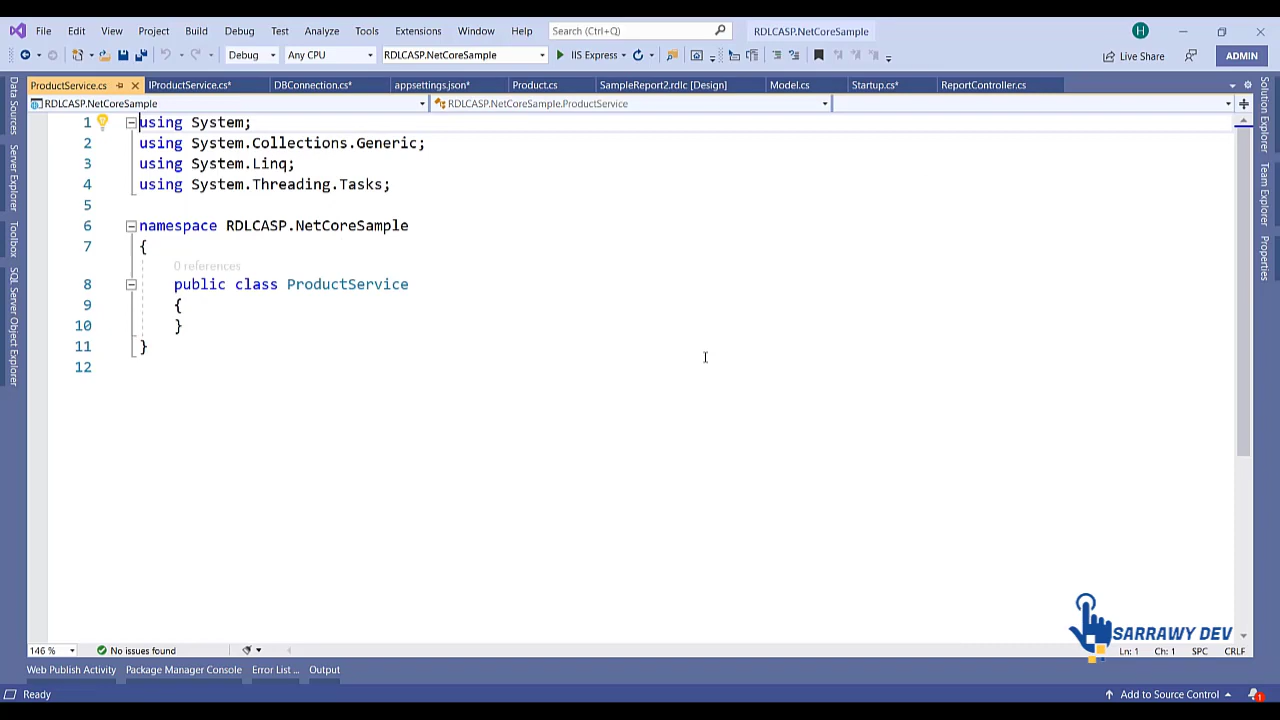 File Edit View Project Build Debug Test Analyze Tools Extensions Window Help Search (Ctrl+Q) RDLCASP.NetCoreSample H
Debug Any CPU RDLCASP.NetCoreSample IIS Express Live Share ADMIN
ProductService.cs IProductService.cs* DBConnection.cs* appsettings.json* Product.cs SampleReport2.rdlc [Design] Model.cs Startup.cs* ReportController.cs
RDLCASP.NetCoreSample RDLCASP.NetCoreSample.ProductService
Data Sources
Server Explorer
Toolbox
SQL Server Object Explorer
1 using System;
2 using System.Collections.Generic;
3 using System.Linq;
4 using System.Threading.Tasks;
5
6 namespace RDLCASP.NetCoreSample
7 {
0 references
8 public class ProductService
9 {
10 }
11 }
12
Solution Explorer
Team Explorer
Properties
SARRAWY DEV
146 % No issues found Ln: 1 Ch: 1 SPC CRLF
Web Publish Activity Package Manager Console Error List ... Output
Ready Add to Source Control 1